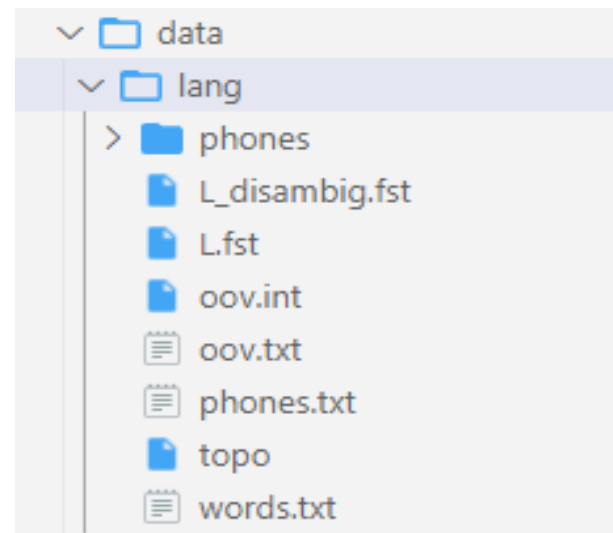 data
lang
phones
L_disambig.fst
L.fst
oov.int
oov.txt
phones.txt
topo
words.txt